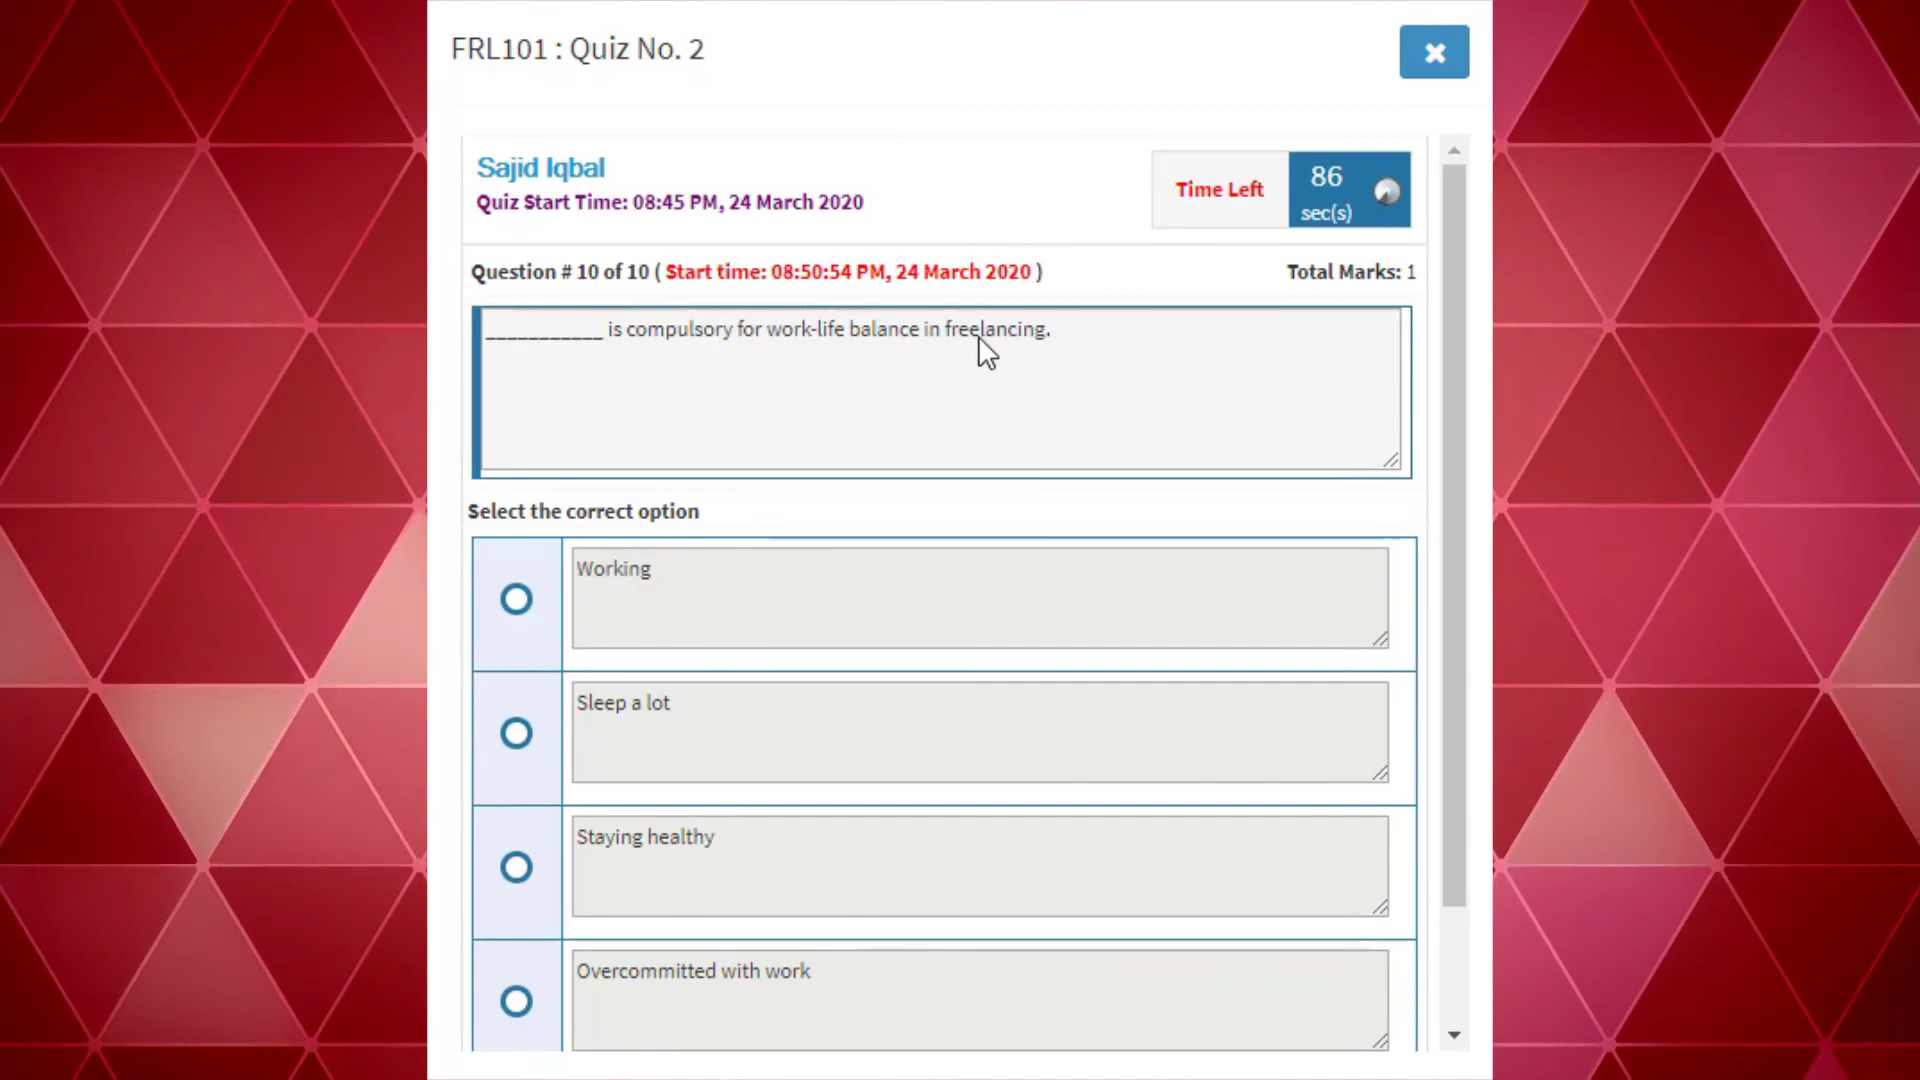 FRL101 : Quiz No. 2
Sajid Iqbal
Quiz Start Time: 08:45 PM, 24 March 2020
Time Left
86
sec(s)
Question # 10 of 10 ( Start time: 08:50:54 PM, 24 March 2020 )
Total Marks: 1
___________ is compulsory for work-life balance in freelancing.
Select the correct option
Working
Sleep a lot
Staying healthy
Overcommitted with work